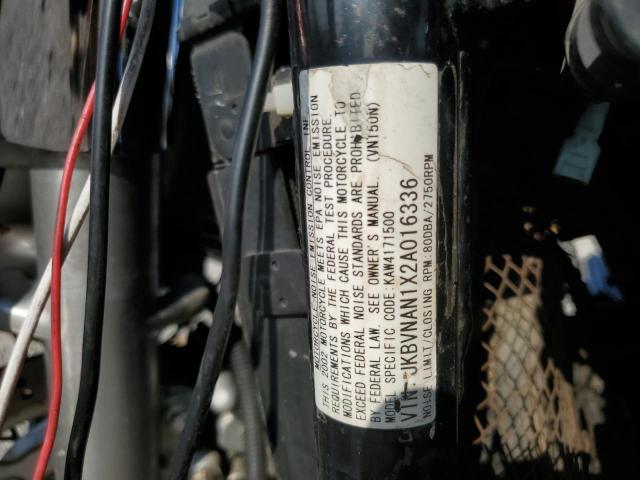 MOTORCYCLE NOISE EMISSION CONTROL INF
THIS 2002 MOTORCYCLE MEETS EPA NOISE EMISSION
REQUIREMENTS BY THE FEDERAL TEST PROCEDURE.
MODIFICATIONS WHICH CAUSE THIS MOTORCYCLE TO
EXCEED FEDERAL NOISE STANDARDS ARE PROHIBITED
BY FEDERAL LAW. SEE OWNER'S MANUAL. (VN150N)
MODEL SPECIFIC CODE:KAW4171500
VIN:JKBVNAN1X2A016336
NOISE LIMIT/CLOSING RPM:80DBA/2750RPM